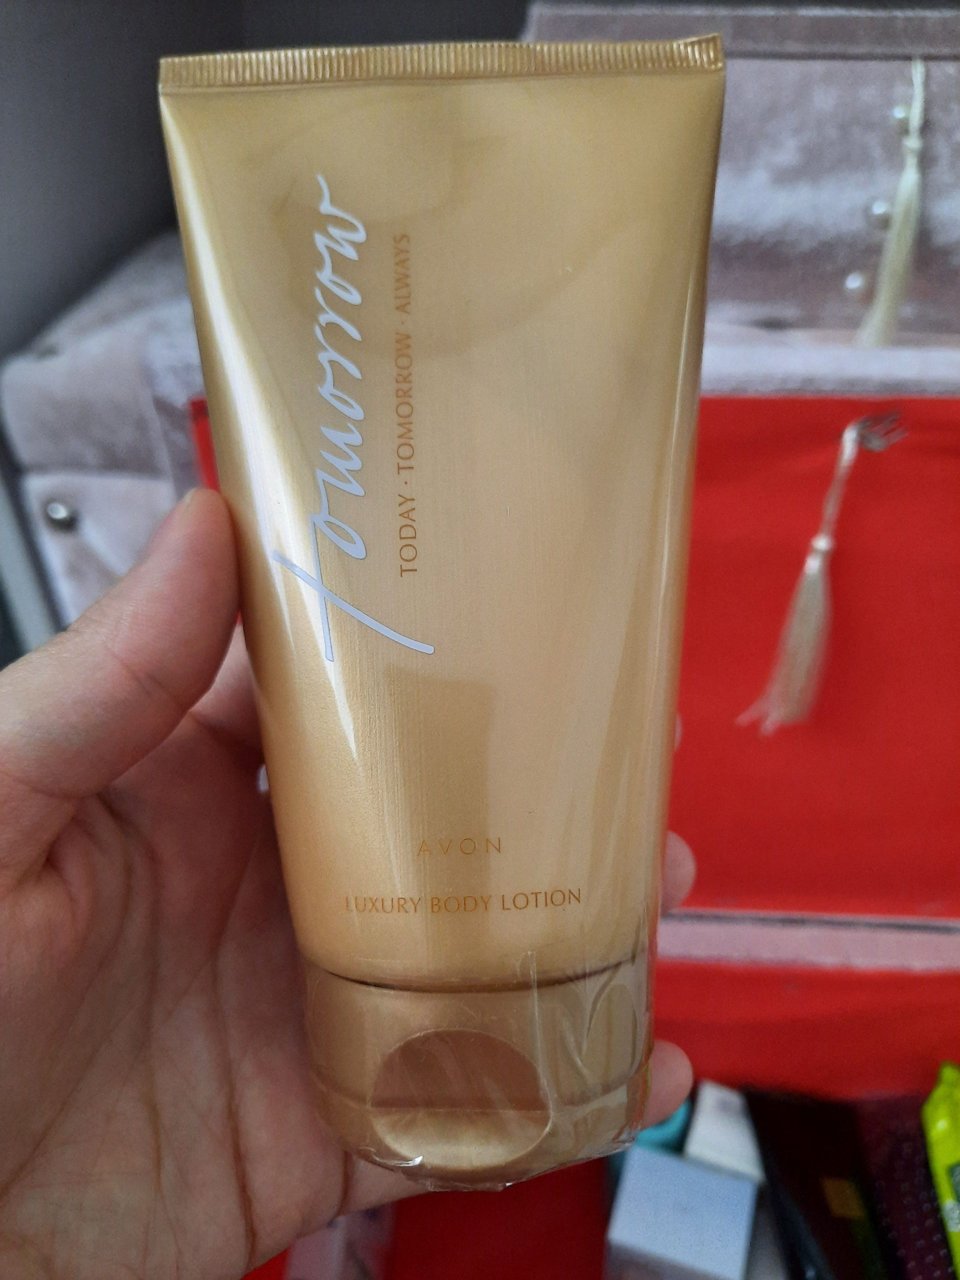 Tomorrow
TODAY · TOMORROW · ALWAYS
AVON
LUXURY BODY LOTION